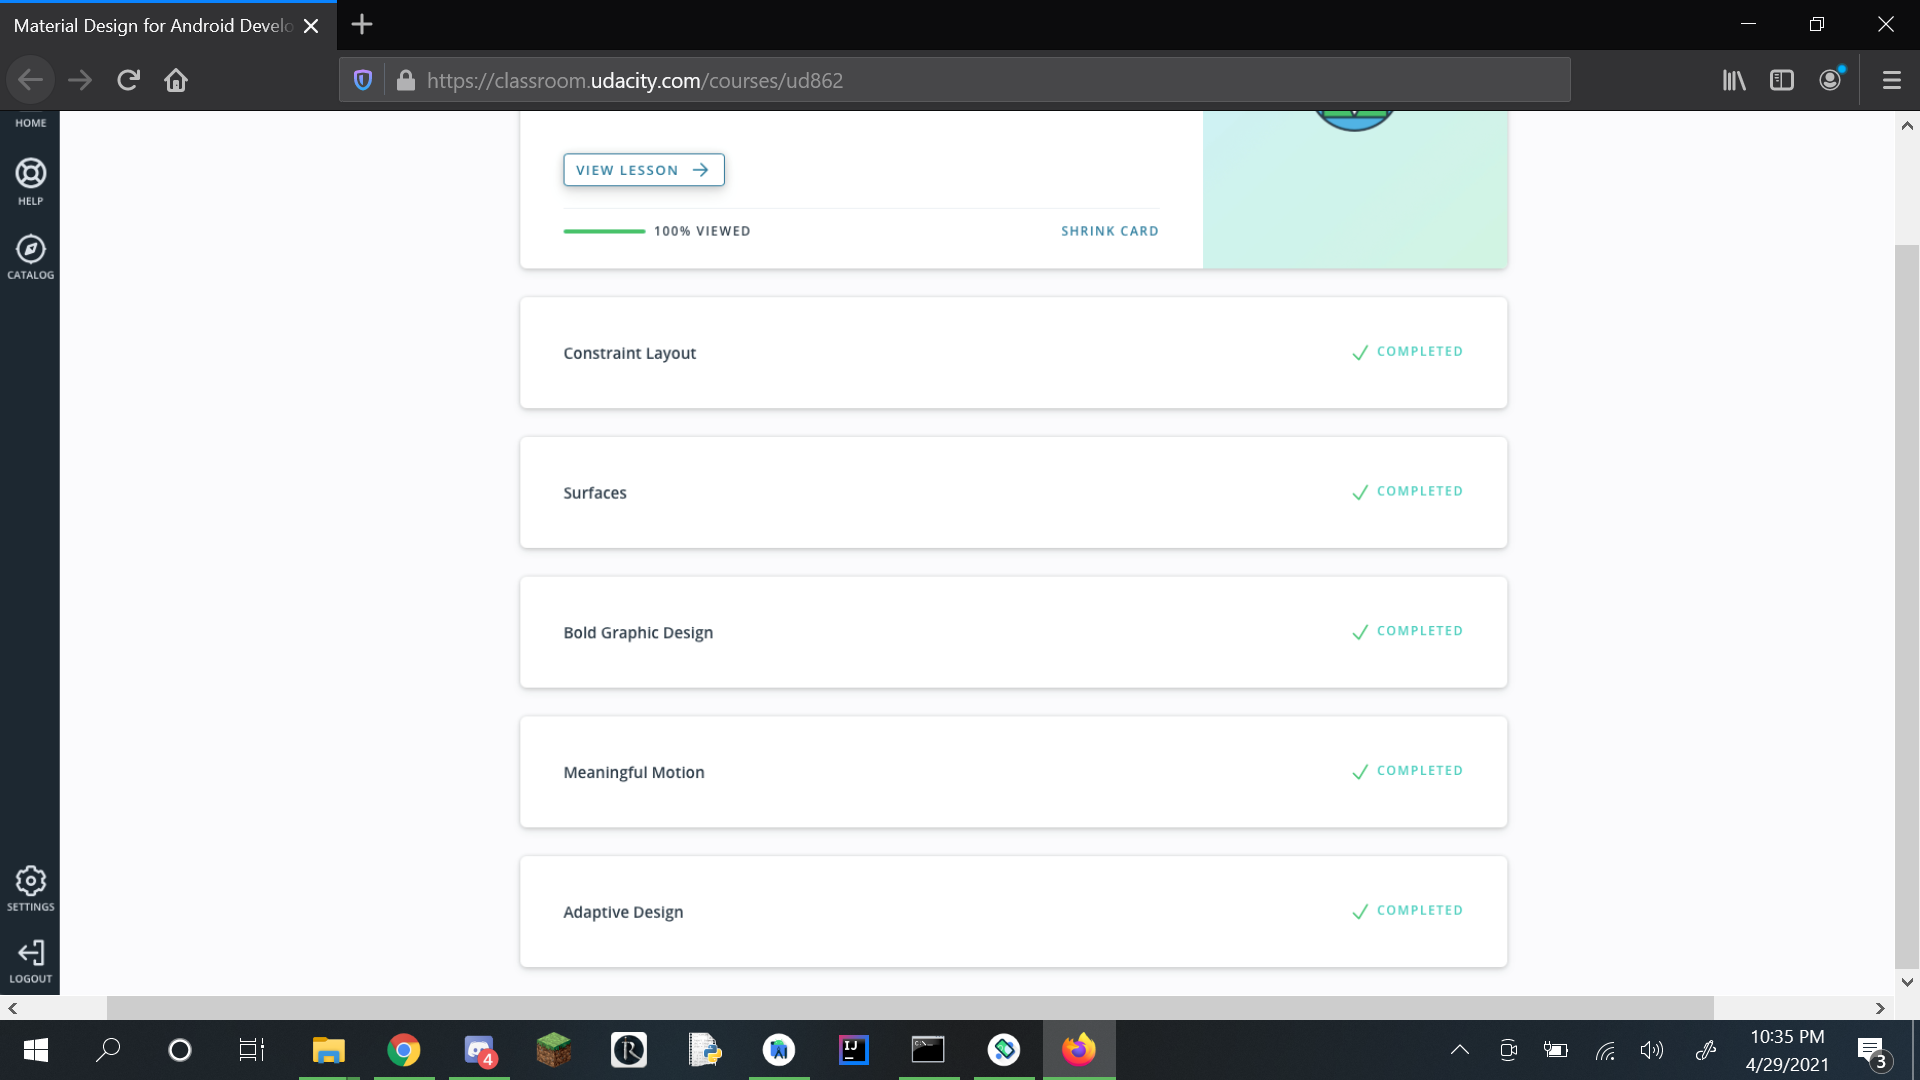 Material Design for Android Develo
https://classroom.udacity.com/courses/ud862
HOME
HELP
CATALOG
SETTINGS
LOGOUT
VIEW LESSON
100% VIEWED
SHRINK CARD
Constraint Layout
COMPLETED
Surfaces
COMPLETED
Bold Graphic Design
COMPLETED
Meaningful Motion
COMPLETED
Adaptive Design
COMPLETED
4
R
A
IJ
C:\_
10:35 PM
4/29/2021
3